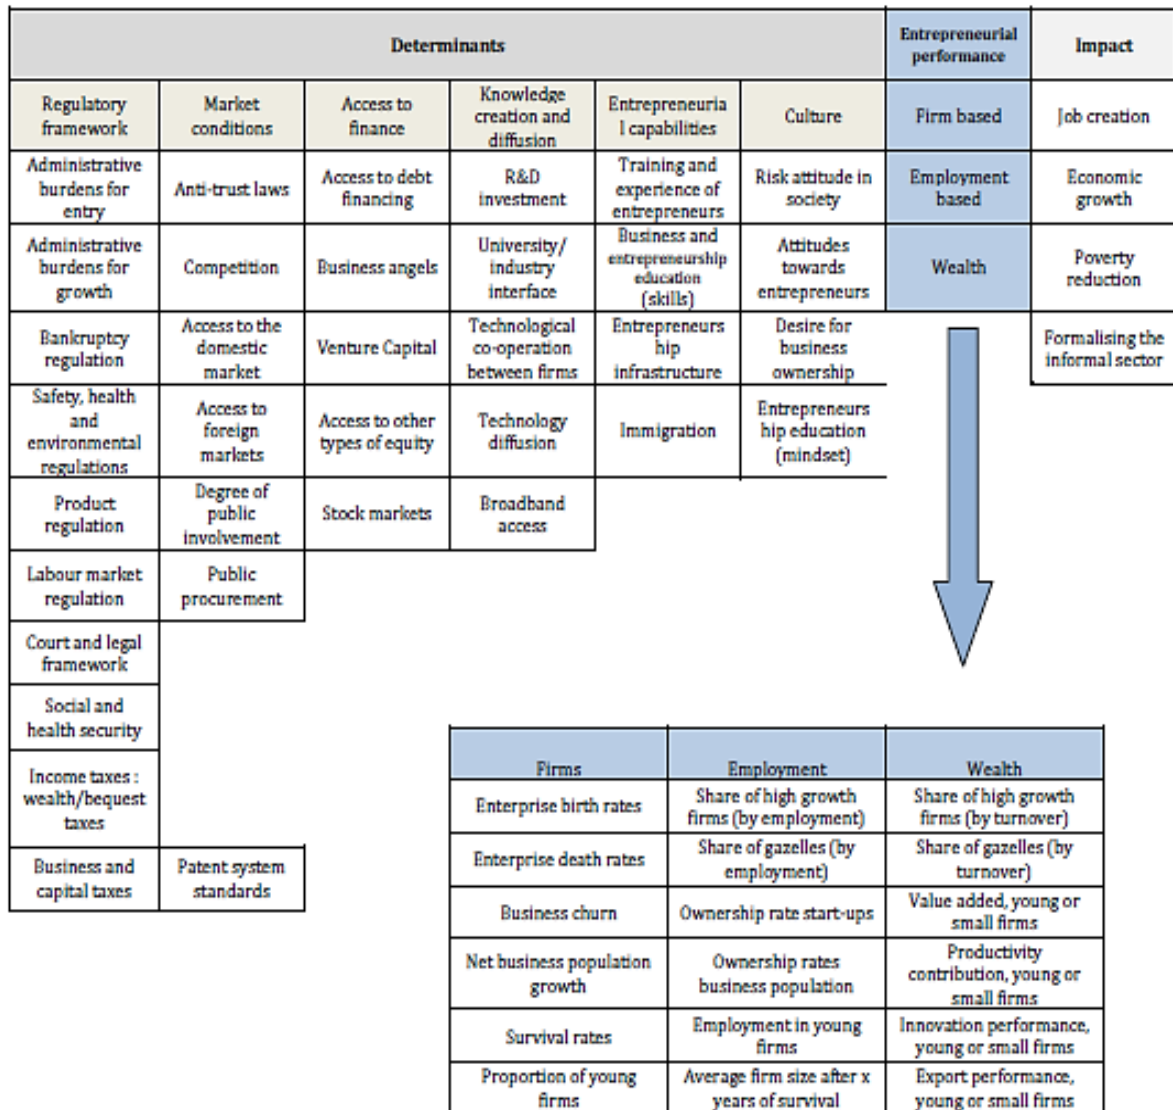 Determinants
Entrepreneurial
performance
Impact
Regulatory
framework
Market
conditions
Access to
finance
Knowledge
creation and
diffusion
Entrepreneuria
l capabilities
Culture
Firm based
Job creation
Administrative
burdens for
entry
Anti-trust laws
Access to debt
financing
R&D
investment
Training and
experience of
entrepreneurs
Risk attitude in
society
Employment
based
Economic
growth
Administrative
burdens for
growth
Competition
Business angels
University/
industry
interface
Business and
entrepreneurship
education
(skills)
Attitudes
towards
entrepreneurs
Wealth
Poverty
reduction
Bankruptcy
regulation
Access to the
domestic
market
Venture Capital
Technological
co-operation
between firms
Entrepreneurs
hip
infrastructure
Desire for
business
ownership
Formalising the
informal sector
Safety, health
and
environmental
regulations
Access to
foreign
markets
Access to other
types of equity
Technology
diffusion
Immigration
Entrepreneurs
hip education
(mindset)
Product
regulation
Degree of
public
involvement
Stock markets
Broadband
access
Labour market
regulation
Public
procurement
Court and legal
framework
Social and
health security
Income taxes :
wealth/bequest
taxes
Business and
capital taxes
Patent system
standards
Firms
Employment
Wealth
Enterprise birth rates
Share of high growth
firms (by employment)
Share of high growth
firms (by turnover)
Enterprise death rates
Share of gazelles (by
employment)
Share of gazelles (by
turnover)
Business churn
Ownership rate start-ups
Value added, young or
small firms
Net business population
growth
Ownership rates
business population
Productivity
contribution, young or
small firms
Survival rates
Employment in young
firms
Innovation performance,
young or small firms
Proportion of young
firms
Average firm size after x
years of survival
Export performance,
young or small firms